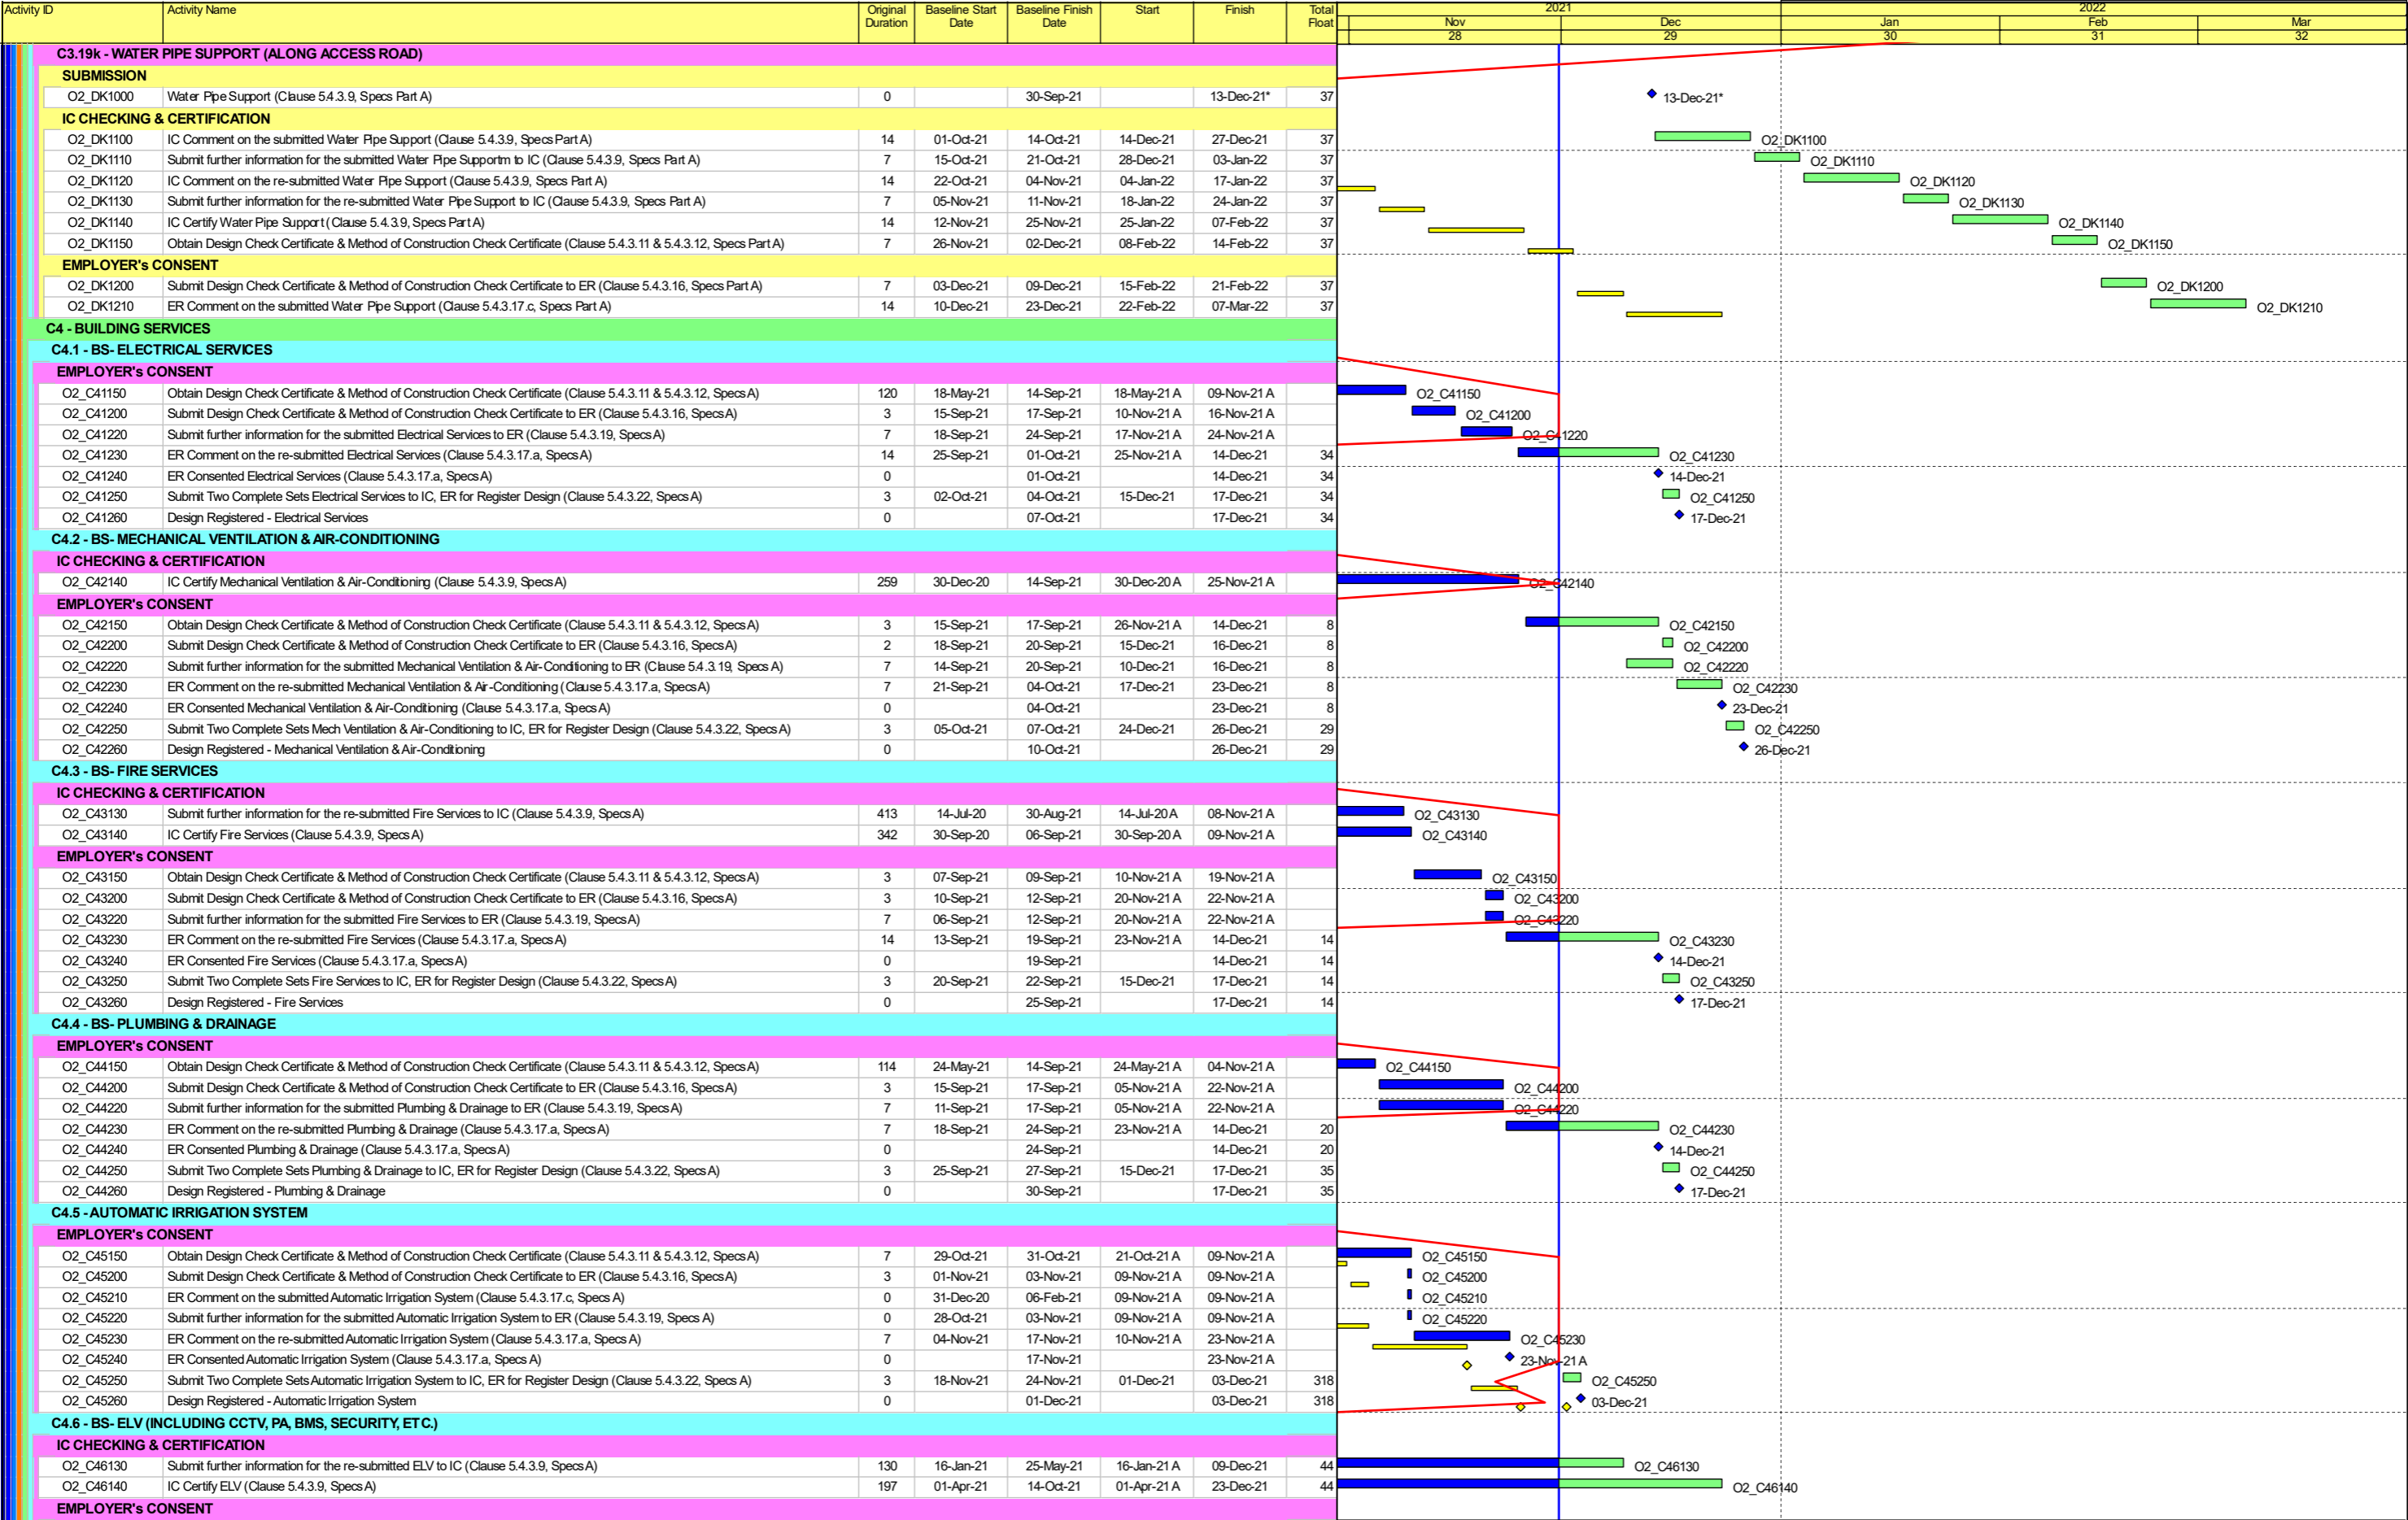 Activity ID Activity Name Original Duration Baseline Start Date Baseline Finish Date Start Finish Total Float 2021 2022
Nov Dec Jan Feb Mar
28 29 30 31 32
C3.19k - WATER PIPE SUPPORT (ALONG ACCESS ROAD)
SUBMISSION
O2_DK1000 Water Pipe Support (Clause 5.4.3.9, Specs Part A) 0 30-Sep-21 13-Dec-21* 37 13-Dec-21*
IC CHECKING & CERTIFICATION
O2_DK1100 IC Comment on the submitted Water Pipe Support (Clause 5.4.3.9, Specs Part A) 14 01-Oct-21 14-Oct-21 14-Dec-21 27-Dec-21 37 O2_DK1100
O2_DK1110 Submit further information for the submitted Water Pipe Supportm to IC (Clause 5.4.3.9, Specs Part A) 7 15-Oct-21 21-Oct-21 28-Dec-21 03-Jan-22 37 O2_DK1110
O2_DK1120 IC Comment on the re-submitted Water Pipe Support (Clause 5.4.3.9, Specs Part A) 14 22-Oct-21 04-Nov-21 04-Jan-22 17-Jan-22 37 O2_DK1120
O2_DK1130 Submit further information for the re-submitted Water Pipe Support to IC (Clause 5.4.3.9, Specs Part A) 7 05-Nov-21 11-Nov-21 18-Jan-22 24-Jan-22 37 O2_DK1130
O2_DK1140 IC Certify Water Pipe Support (Clause 5.4.3.9, Specs Part A) 14 12-Nov-21 25-Nov-21 25-Jan-22 07-Feb-22 37 O2_DK1140
O2_DK1150 Obtain Design Check Certificate & Method of Construction Check Certificate (Clause 5.4.3.11 & 5.4.3.12, Specs Part A) 7 26-Nov-21 02-Dec-21 08-Feb-22 14-Feb-22 37 O2_DK1150
EMPLOYER's CONSENT
O2_DK1200 Submit Design Check Certificate & Method of Construction Check Certificate to ER (Clause 5.4.3.16, Specs Part A) 7 03-Dec-21 09-Dec-21 15-Feb-22 21-Feb-22 37 O2_DK1200
O2_DK1210 ER Comment on the submitted Water Pipe Support (Clause 5.4.3.17.c, Specs Part A) 14 10-Dec-21 23-Dec-21 22-Feb-22 07-Mar-22 37 O2_DK1210
C4 - BUILDING SERVICES
C4.1 - BS- ELECTRICAL SERVICES
EMPLOYER's CONSENT
O2_C41150 Obtain Design Check Certificate & Method of Construction Check Certificate (Clause 5.4.3.11 & 5.4.3.12, Specs A) 120 18-May-21 14-Sep-21 18-May-21 A 09-Nov-21 A O2_C41150
O2_C41200 Submit Design Check Certificate & Method of Construction Check Certificate to ER (Clause 5.4.3.16, Specs A) 3 15-Sep-21 17-Sep-21 10-Nov-21 A 16-Nov-21 A O2_C41200
O2_C41220 Submit further information for the submitted Electrical Services to ER (Clause 5.4.3.19, Specs A) 7 18-Sep-21 24-Sep-21 17-Nov-21 A 24-Nov-21 A O2_C41220
O2_C41230 ER Comment on the re-submitted Electrical Services (Clause 5.4.3.17.a, Specs A) 14 25-Sep-21 01-Oct-21 25-Nov-21 A 14-Dec-21 34 O2_C41230
O2_C41240 ER Consented Electrical Services (Clause 5.4.3.17.a, Specs A) 0 01-Oct-21 14-Dec-21 34 14-Dec-21
O2_C41250 Submit Two Complete Sets Electrical Services to IC, ER for Register Design (Clause 5.4.3.22, Specs A) 3 02-Oct-21 04-Oct-21 15-Dec-21 17-Dec-21 34 O2_C41250
O2_C41260 Design Registered - Electrical Services 0 07-Oct-21 17-Dec-21 34 17-Dec-21
C4.2 - BS- MECHANICAL VENTILATION & AIR-CONDITIONING
IC CHECKING & CERTIFICATION
O2_C42140 IC Certify Mechanical Ventilation & Air-Conditioning (Clause 5.4.3.9, Specs A) 259 30-Dec-20 14-Sep-21 30-Dec-20 A 25-Nov-21 A O2_C42140
EMPLOYER's CONSENT
O2_C42150 Obtain Design Check Certificate & Method of Construction Check Certificate (Clause 5.4.3.11 & 5.4.3.12, Specs A) 3 15-Sep-21 17-Sep-21 26-Nov-21 A 14-Dec-21 8 O2_C42150
O2_C42200 Submit Design Check Certificate & Method of Construction Check Certificate to ER (Clause 5.4.3.16, Specs A) 2 18-Sep-21 20-Sep-21 15-Dec-21 16-Dec-21 8 O2_C42200
O2_C42220 Submit further information for the submitted Mechanical Ventilation & Air-Conditioning to ER (Clause 5.4.3.19, Specs A) 7 14-Sep-21 20-Sep-21 10-Dec-21 16-Dec-21 8 O2_C42220
O2_C42230 ER Comment on the re-submitted Mechanical Ventilation & Air-Conditioning (Clause 5.4.3.17.a, Specs A) 7 21-Sep-21 04-Oct-21 17-Dec-21 23-Dec-21 8 O2_C42230
O2_C42240 ER Consented Mechanical Ventilation & Air-Conditioning (Clause 5.4.3.17.a, Specs A) 0 04-Oct-21 23-Dec-21 8 23-Dec-21
O2_C42250 Submit Two Complete Sets Mech Ventilation & Air-Conditioning to IC, ER for Register Design (Clause 5.4.3.22, Specs A) 3 05-Oct-21 07-Oct-21 24-Dec-21 26-Dec-21 29 O2_C42250
O2_C42260 Design Registered - Mechanical Ventilation & Air-Conditioning 0 10-Oct-21 26-Dec-21 29 26-Dec-21
C4.3 - BS- FIRE SERVICES
IC CHECKING & CERTIFICATION
O2_C43130 Submit further information for the re-submitted Fire Services to IC (Clause 5.4.3.9, Specs A) 413 14-Jul-20 30-Aug-21 14-Jul-20 A 08-Nov-21 A O2_C43130
O2_C43140 IC Certify Fire Services (Clause 5.4.3.9, Specs A) 342 30-Sep-20 06-Sep-21 30-Sep-20 A 09-Nov-21 A O2_C43140
EMPLOYER's CONSENT
O2_C43150 Obtain Design Check Certificate & Method of Construction Check Certificate (Clause 5.4.3.11 & 5.4.3.12, Specs A) 3 07-Sep-21 09-Sep-21 10-Nov-21 A 19-Nov-21 A O2_C43150
O2_C43200 Submit Design Check Certificate & Method of Construction Check Certificate to ER (Clause 5.4.3.16, Specs A) 3 10-Sep-21 12-Sep-21 20-Nov-21 A 22-Nov-21 A O2_C43200
O2_C43220 Submit further information for the submitted Fire Services to ER (Clause 5.4.3.19, Specs A) 7 06-Sep-21 12-Sep-21 20-Nov-21 A 22-Nov-21 A O2_C43220
O2_C43230 ER Comment on the re-submitted Fire Services (Clause 5.4.3.17.a, Specs A) 14 13-Sep-21 19-Sep-21 23-Nov-21 A 14-Dec-21 14 O2_C43230
O2_C43240 ER Consented Fire Services (Clause 5.4.3.17.a, Specs A) 0 19-Sep-21 14-Dec-21 14 14-Dec-21
O2_C43250 Submit Two Complete Sets Fire Services to IC, ER for Register Design (Clause 5.4.3.22, Specs A) 3 20-Sep-21 22-Sep-21 15-Dec-21 17-Dec-21 14 O2_C43250
O2_C43260 Design Registered - Fire Services 0 25-Sep-21 17-Dec-21 14 17-Dec-21
C4.4 - BS- PLUMBING & DRAINAGE
EMPLOYER's CONSENT
O2_C44150 Obtain Design Check Certificate & Method of Construction Check Certificate (Clause 5.4.3.11 & 5.4.3.12, Specs A) 114 24-May-21 14-Sep-21 24-May-21 A 04-Nov-21 A O2_C44150
O2_C44200 Submit Design Check Certificate & Method of Construction Check Certificate to ER (Clause 5.4.3.16, Specs A) 3 15-Sep-21 17-Sep-21 05-Nov-21 A 22-Nov-21 A O2_C44200
O2_C44220 Submit further information for the submitted Plumbing & Drainage to ER (Clause 5.4.3.19, Specs A) 7 11-Sep-21 17-Sep-21 05-Nov-21 A 22-Nov-21 A O2_C44220
O2_C44230 ER Comment on the re-submitted Plumbing & Drainage (Clause 5.4.3.17.a, Specs A) 7 18-Sep-21 24-Sep-21 23-Nov-21 A 14-Dec-21 20 O2_C44230
O2_C44240 ER Consented Plumbing & Drainage (Clause 5.4.3.17.a, Specs A) 0 24-Sep-21 14-Dec-21 20 14-Dec-21
O2_C44250 Submit Two Complete Sets Plumbing & Drainage to IC, ER for Register Design (Clause 5.4.3.22, Specs A) 3 25-Sep-21 27-Sep-21 15-Dec-21 17-Dec-21 35 O2_C44250
O2_C44260 Design Registered - Plumbing & Drainage 0 30-Sep-21 17-Dec-21 35 17-Dec-21
C4.5 - AUTOMATIC IRRIGATION SYSTEM
EMPLOYER's CONSENT
O2_C45150 Obtain Design Check Certificate & Method of Construction Check Certificate (Clause 5.4.3.11 & 5.4.3.12, Specs A) 7 29-Oct-21 31-Oct-21 21-Oct-21 A 09-Nov-21 A O2_C45150
O2_C45200 Submit Design Check Certificate & Method of Construction Check Certificate to ER (Clause 5.4.3.16, Specs A) 3 01-Nov-21 03-Nov-21 09-Nov-21 A 09-Nov-21 A O2_C45200
O2_C45210 ER Comment on the submitted Automatic Irrigation System (Clause 5.4.3.17.c, Specs A) 0 31-Dec-20 06-Feb-21 09-Nov-21 A 09-Nov-21 A O2_C45210
O2_C45220 Submit further information for the submitted Automatic Irrigation System to ER (Clause 5.4.3.19, Specs A) 0 28-Oct-21 03-Nov-21 09-Nov-21 A 09-Nov-21 A O2_C45220
O2_C45230 ER Comment on the re-submitted Automatic Irrigation System (Clause 5.4.3.17.a, Specs A) 7 04-Nov-21 17-Nov-21 10-Nov-21 A 23-Nov-21 A O2_C45230
O2_C45240 ER Consented Automatic Irrigation System (Clause 5.4.3.17.a, Specs A) 0 17-Nov-21 23-Nov-21 A 23-Nov-21 A
O2_C45250 Submit Two Complete Sets Automatic Irrigation System to IC, ER for Register Design (Clause 5.4.3.22, Specs A) 3 18-Nov-21 24-Nov-21 01-Dec-21 03-Dec-21 318 O2_C45250
O2_C45260 Design Registered - Automatic Irrigation System 0 01-Dec-21 03-Dec-21 318 03-Dec-21
C4.6 - BS- ELV (INCLUDING CCTV, PA, BMS, SECURITY, ETC.)
IC CHECKING & CERTIFICATION
O2_C46130 Submit further information for the re-submitted ELV to IC (Clause 5.4.3.9, Specs A) 130 16-Jan-21 25-May-21 16-Jan-21 A 09-Dec-21 44 O2_C46130
O2_C46140 IC Certify ELV (Clause 5.4.3.9, Specs A) 197 01-Apr-21 14-Oct-21 01-Apr-21 A 23-Dec-21 44 O2_C46140
EMPLOYER's CONSENT